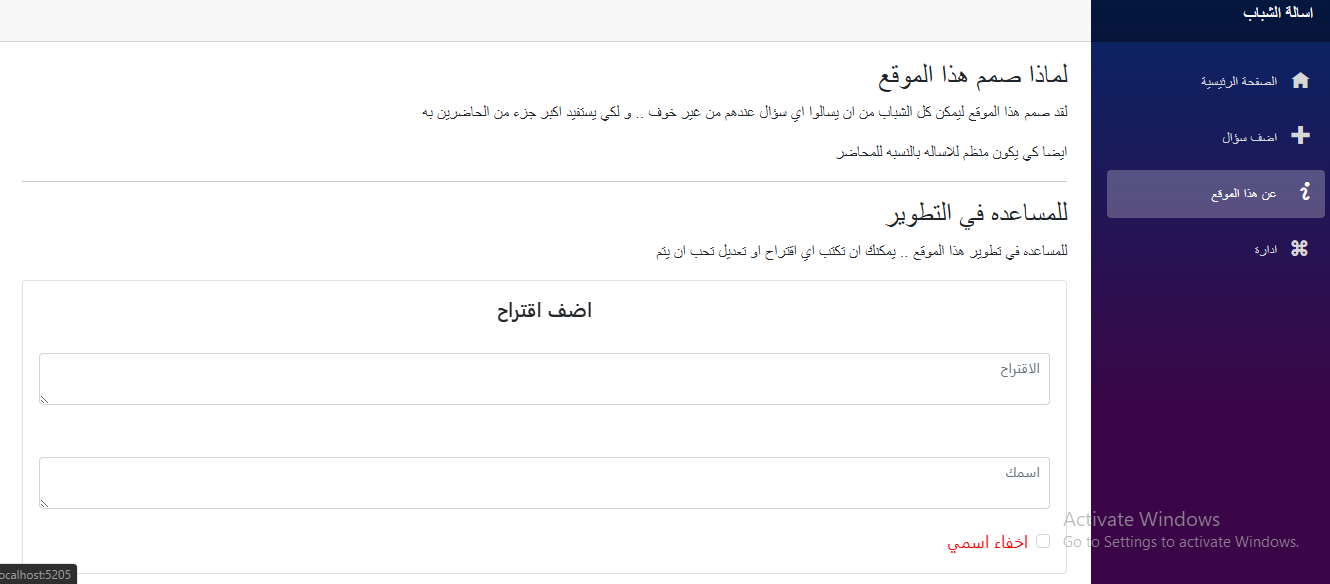 اسالة الشباب
الصفحة الرئيسية
اضف سؤال
عن هذا الموقع
ادارة
لماذا صمم هذا الموقع
لقد صمم هذا الموقع ليمكن كل الشباب من ان يسالوا اي سؤال عندهم من غير خوف .. و لكي يستفيد اكبر جزء من الحاضرين به
ايضا كي يكون منظم للاساله بالنسبه للمحاضر
للمساعده في التطوير
للمساعده في تطوير هذا الموقع .. يمكنك ان تكتب اي اقتراح او تعديل تحب ان يتم
اضف اقتراح
الاقتراح
اسمك
اخفاء اسمي
Activate Windows
Go to Settings to activate Windows.
ocalhost:5205